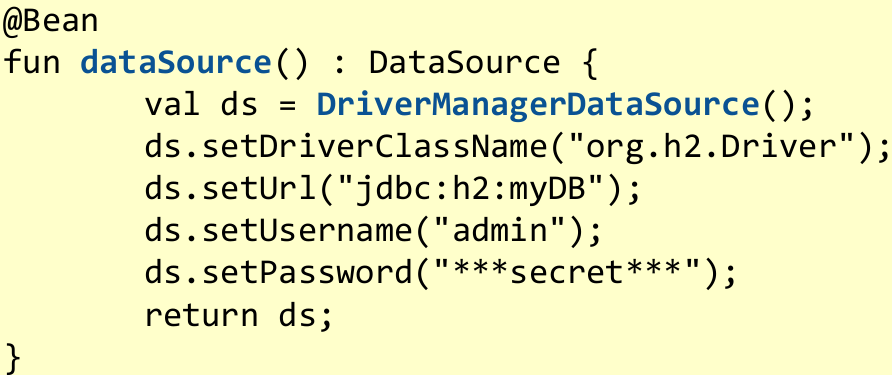 @Bean
fun dataSource() : DataSource {
        val ds = DriverManagerDataSource();
        ds.setDriverClassName("org.h2.Driver");
        ds.setUrl("jdbc:h2:myDB");
        ds.setUsername("admin");
        ds.setPassword("***secret***");
        return ds;
}